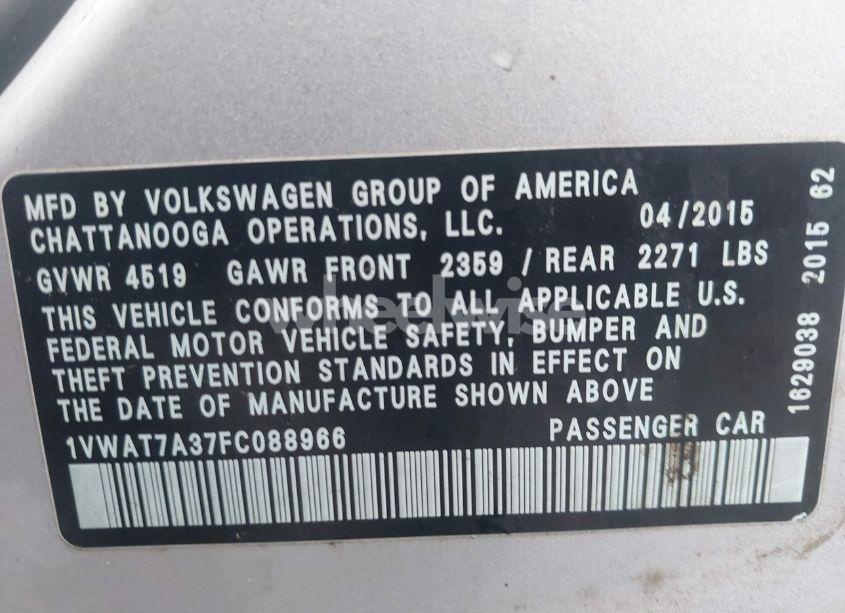 MFD BY VOLKSWAGEN GROUP OF AMERICA
CHATTANOOGA OPERATIONS, LLC. 04/2015
GVWR 4519 GAWR FRONT 2359 / REAR 2271 LBS
THIS VEHICLE CONFORMS TO ALL APPLICABLE U.S.
FEDERAL MOTOR VEHICLE SAFETY, BUMPER AND
THEFT PREVENTION STANDARDS IN EFFECT ON
THE DATE OF MANUFACTURE SHOWN ABOVE
1VWAT7A37FC088966 PASSENGER CAR
1629038 2015 62
wheelwise